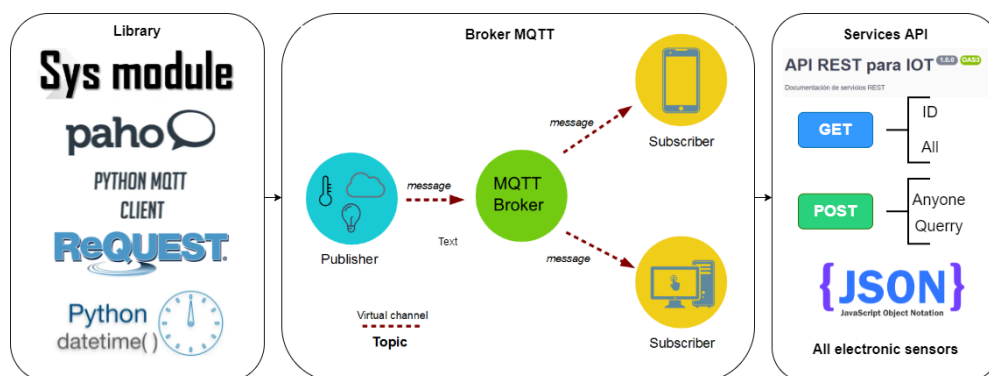 Library
Sys module
paho
PYTHON MQTT
CLIENT
ReQUEST
Python
datetime()
Broker MQTT
message
Subscriber
message
MQTT
Broker
Publisher
Text
message
Subscriber
Virtual channel
Topic
Services API
API REST para IOT 1.0.0 OAS3
Documentación de servicios REST
GET
ID
All
POST
Anyone
Querry
{JSON}
JavaScript Object Notation
All electronic sensors